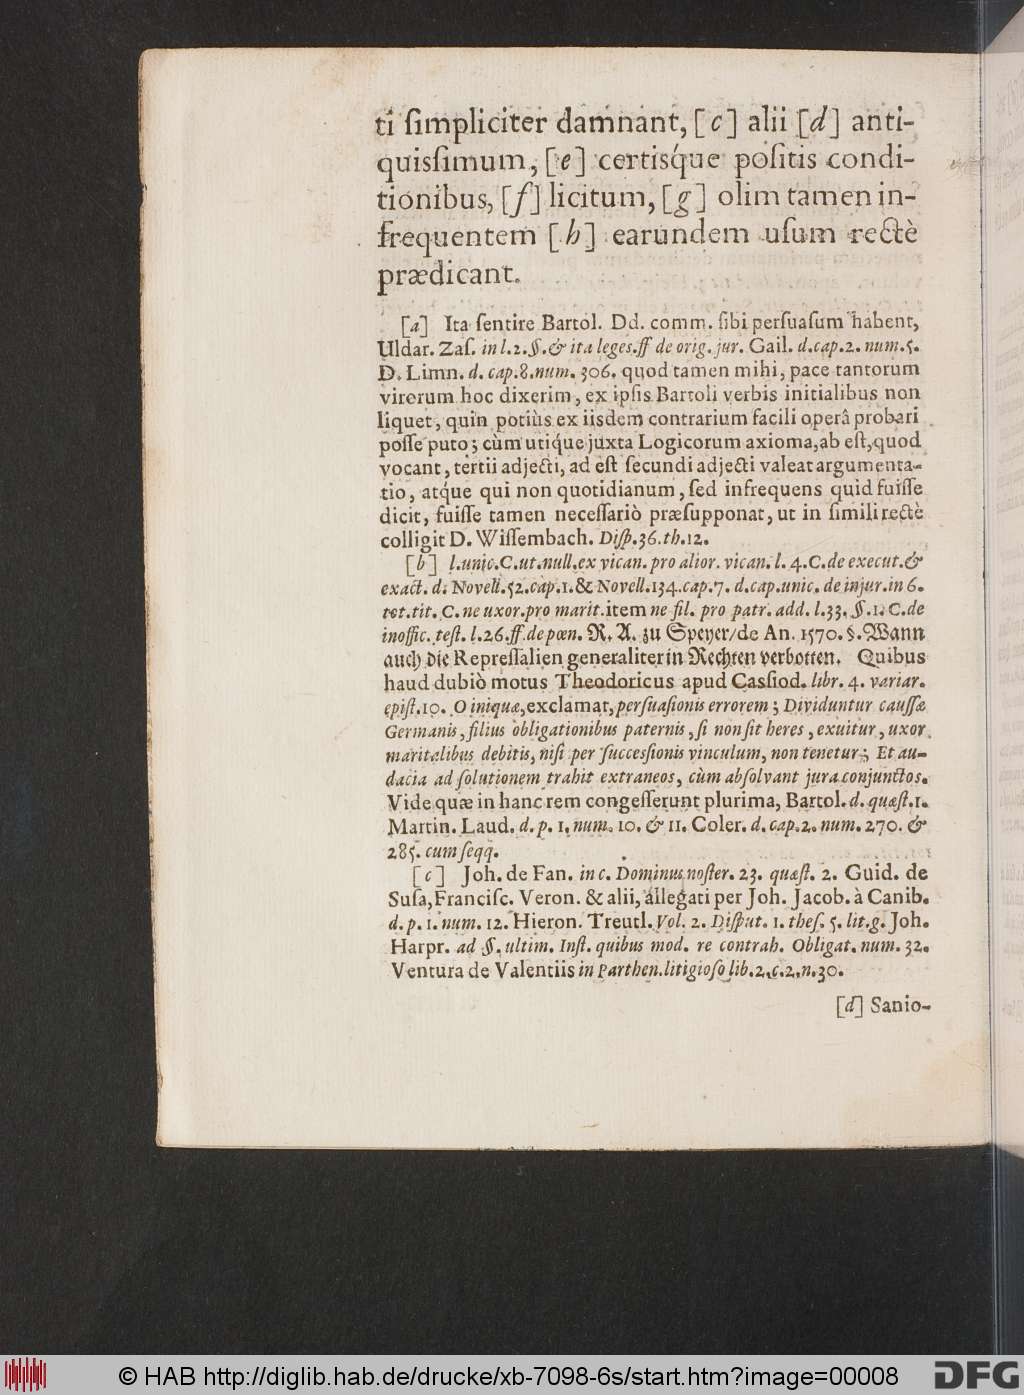 ti ſimpliciter damnant, [c] alii [d] anti-
quisſimum, [e] certisq́ue poſitis condi-
tionibus, [f] licitum, [g] olim tamen in-
frequentem [h] earundem uſum rectè
prædicant.
[a] Ita ſentire Bartol. Dd. comm. ſibi perſuaſum habent,
Uldar. Zaſ. in l.2.§.& ita leges.ff de orig. jur. Gail. d.cap.2. num.5.
D. Limn. d. cap.8.num. 306. quod tamen mihi, pace tantorum
virorum hoc dixerim, ex ipſis Bartoli verbis initialibus non
liquet, quin potiùs ex iisdem contrarium facili operâ probari
poſſe puto; cùm utiq́ue juxta Logicorum axioma, ab eſt, quod
vocant, tertii adjecti, ad eſt ſecundi adjecti valeat argumenta-
tio, atq́ue qui non quotidianum, ſed infrequens quid fuiſſe
dicit, fuiſſe tamen neceſſariò præſupponat, ut in ſimili rectè
colligit D. Wiſſembach. Diſp.36.th.12.
[b] l.unic.C.ut.null.ex vican. pro alior. vican. l. 4.C.de execut.&
exact. d. Novell.52.cap.1.& Novell.134.cap.7. d.cap.unic. de injur.in 6.
tot.tit. C. ne uxor.pro marit. item ne fil. pro patr. add. l.33. §.1. C.de
inoffic. teſt. l.26.ff.de pœn. R. A. zu Speyer/de An. 1570. §. Wann
auch die Repreſſalien generaliter in Rechten verbotten. Quibus
haud dubiò motus Theodoricus apud Casſiod. libr. 4. variar.
epiſt.10. O iniquæ, exclamat, perſuaſionis errorem; Dividuntur cauſſæ
Germanis, filius obligationibus paternis, ſi non ſit heres, exuitur, uxor
maritalibus debitis, niſi per ſuccesſionis vinculum, non tenetur; Et au-
dacia ad ſolutionem trahit extraneos, cùm abſolvant jura conjunctos.
Vide quæ in hanc rem congeſſerunt plurima, Bartol. d. quæſt.1.
Martin. Laud. d. p. 1. num. 10. & 11. Coler. d. cap.2. num. 270. &
285. cum ſeqq.
[c] Joh. de Fan. in c. Dominus noſter. 23. quæſt. 2. Guid. de
Suſa, Franciſc. Veron. & alii, allegati per Joh. Jacob. à Canib.
d. p. 1. num. 12. Hieron. Treutl. Vol. 2. Diſput. 1. theſ. 5. lit.g. Joh.
Harpr. ad §. ultim. Inſt. quibus mod. re contrah. Obligat. num. 32.
Ventura de Valentiis in Parthen.litigioſo lib.2.c.2.n.30.
[d] Sanio-
© HAB http://diglib.hab.de/drucke/xb-7098-6s/start.htm?image=00008
DFG